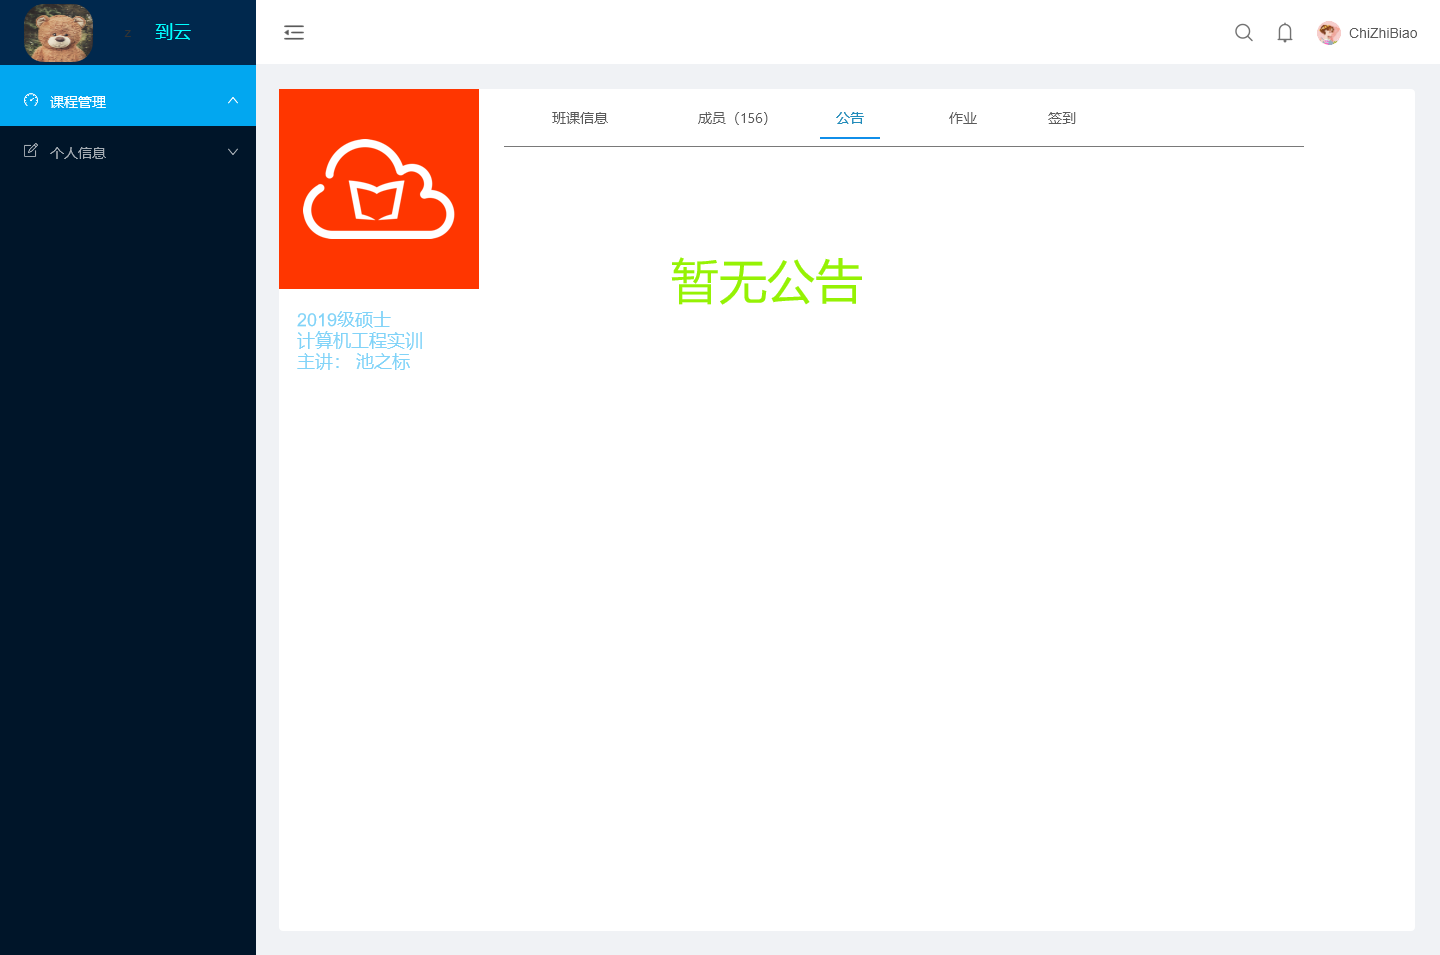 z 到云
ChiZhiBiao
课程管理
个人信息
班课信息 成员（156） 公告 作业 签到
暂无公告
2019级硕士
计算机工程实训
主讲： 池之标